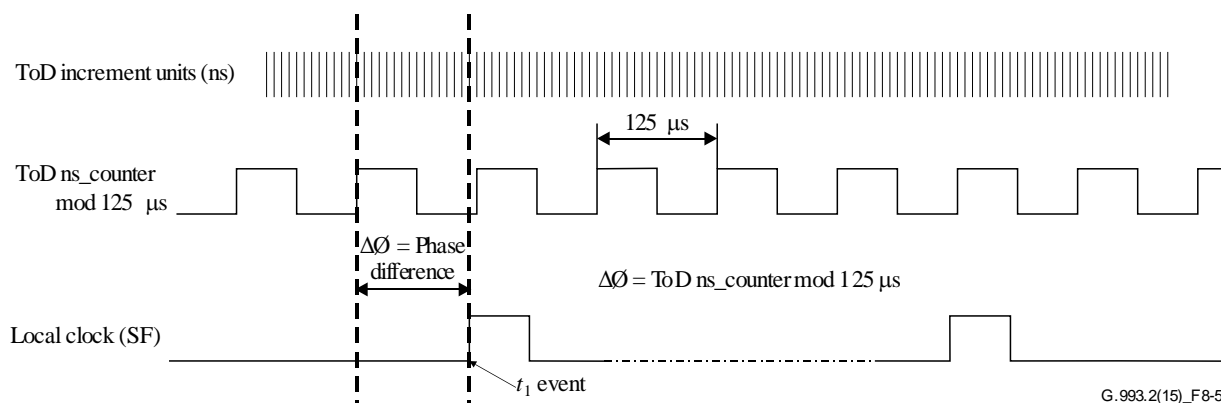 ToD increment units (ns)
125 μs
ToD ns_counter
mod 125 μs
ΔØ = Phase
difference
ΔØ = ToD ns_counter mod 125 μs
Local clock (SF)
t1 event
G.993.2(15)_F8-5